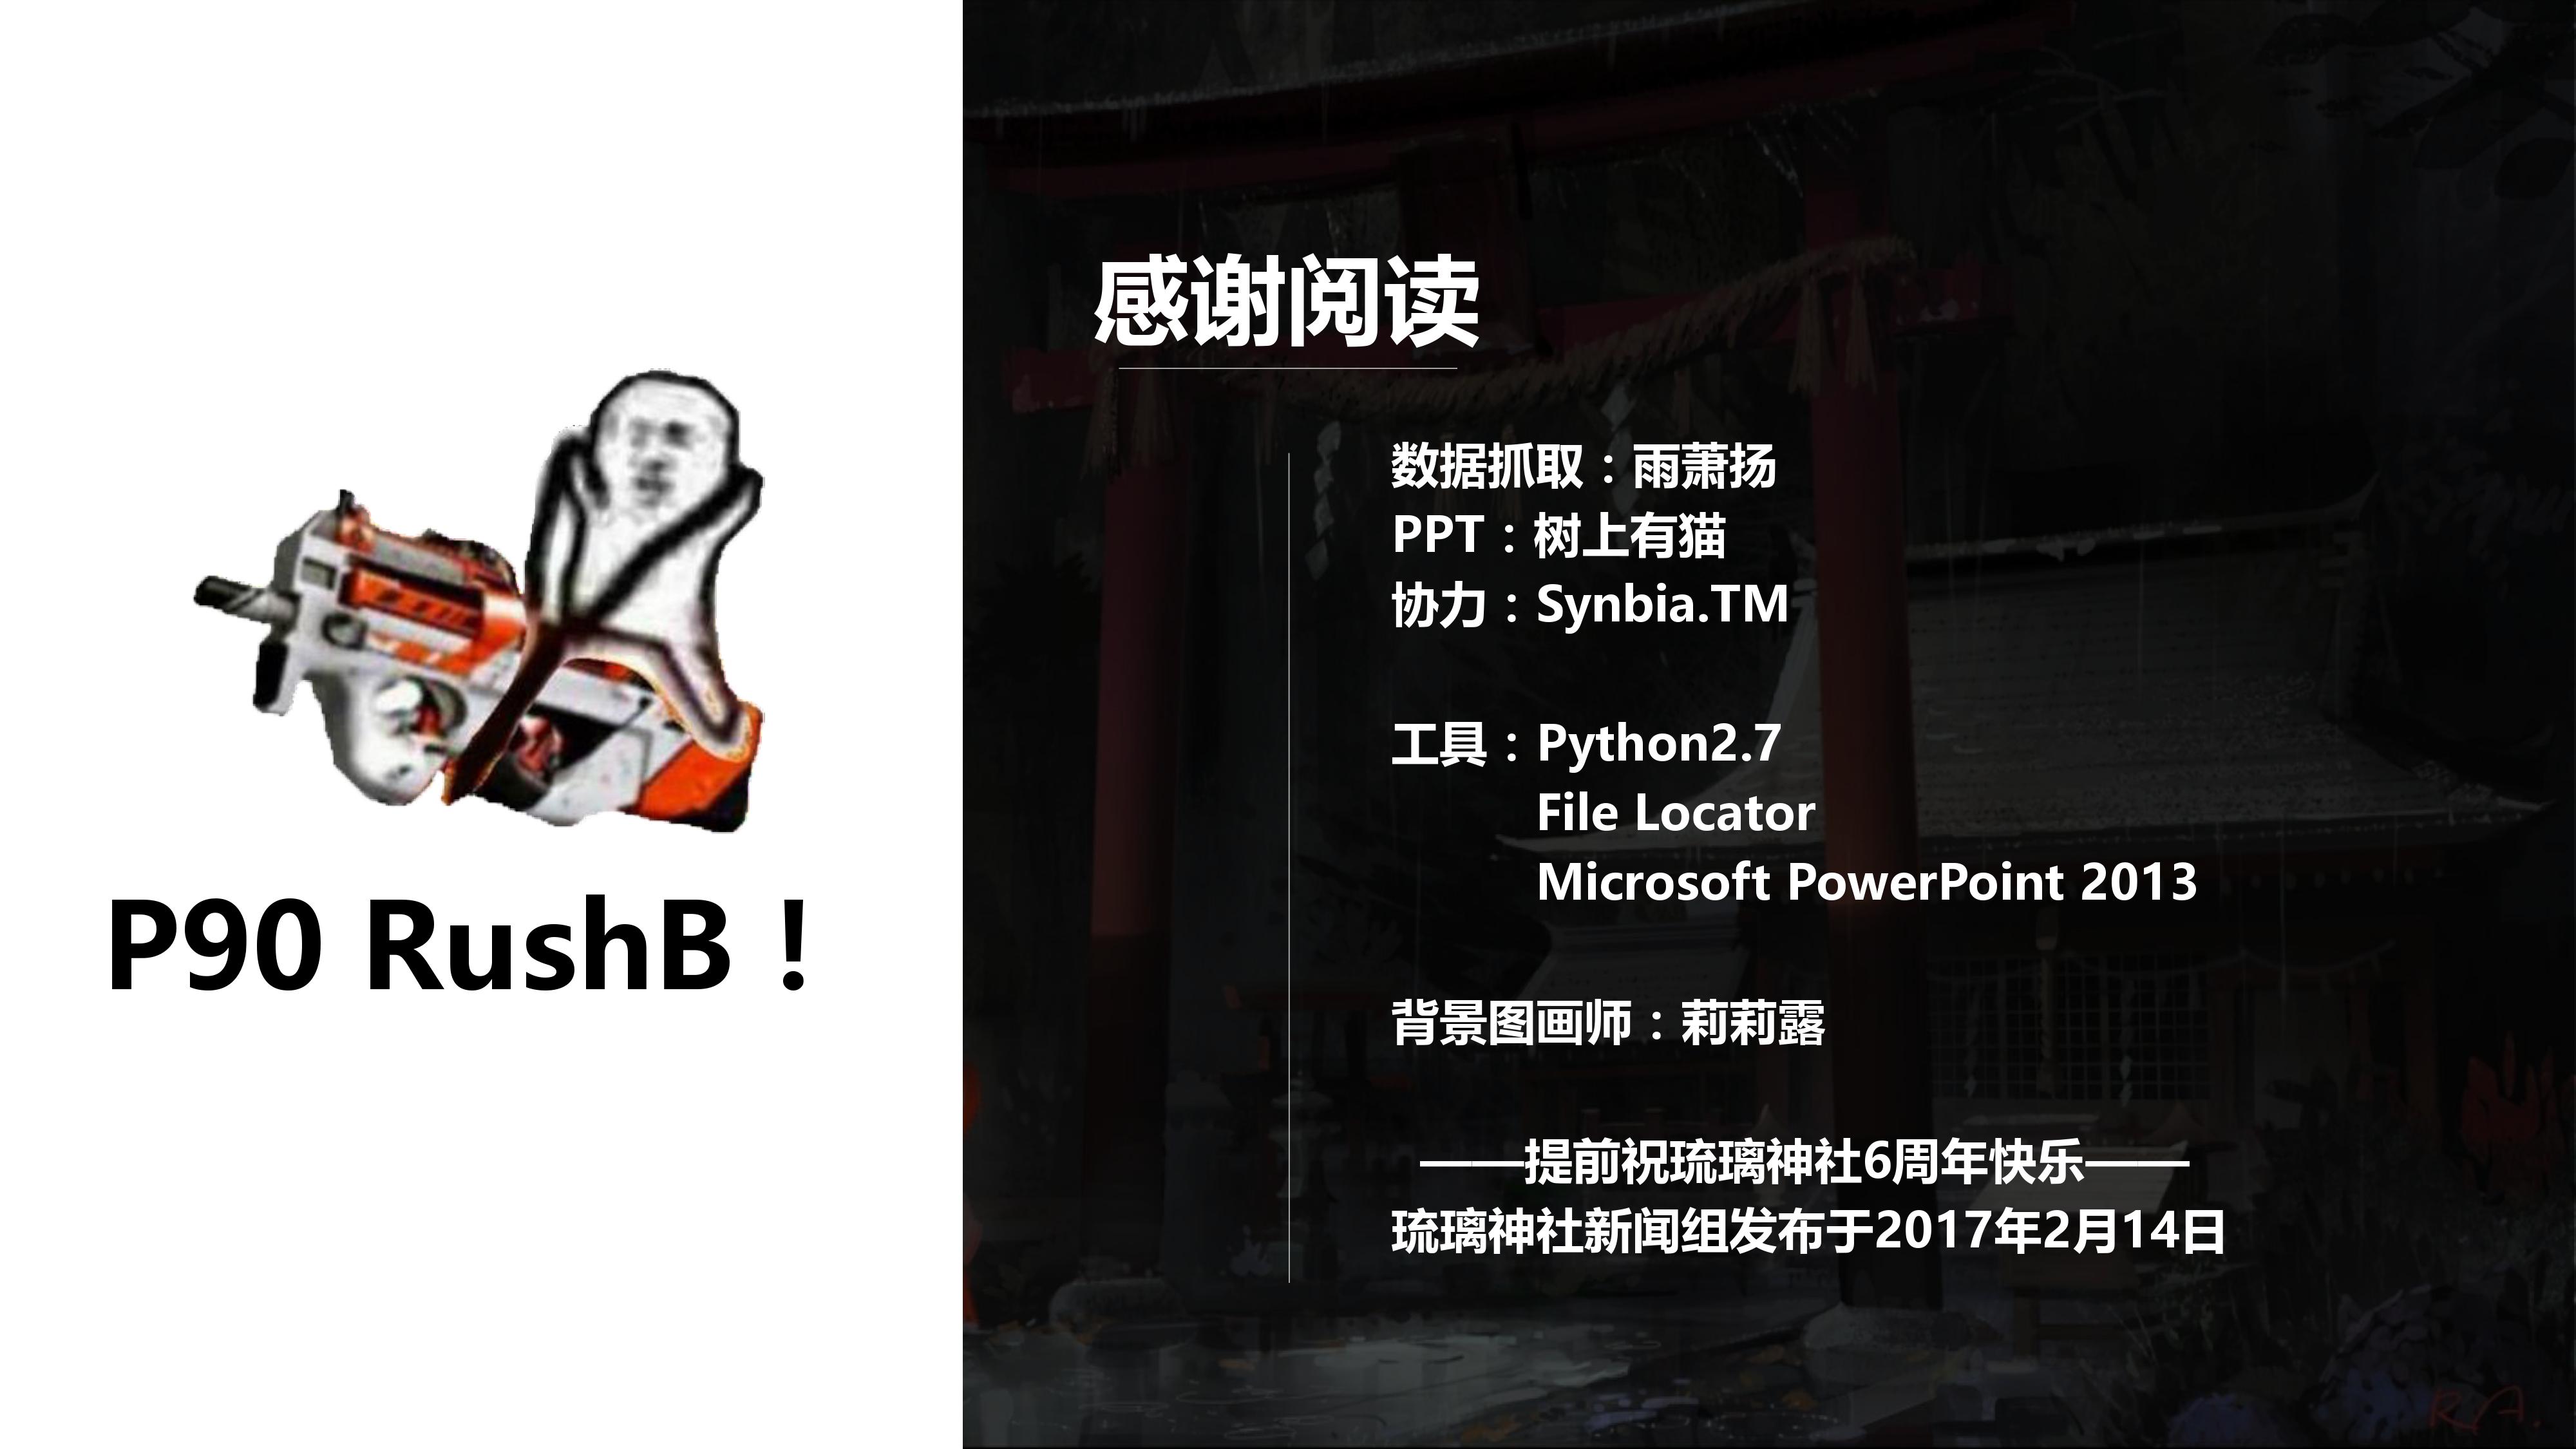 P90 RushB！
感谢阅读
数据抓取：雨萧扬
PPT：树上有猫
协力：Synbia.TM
工具：Python2.7
File Locator
Microsoft PowerPoint 2013
背景图画师：莉莉露
——提前祝琉璃神社6周年快乐——
琉璃神社新闻组发布于2017年2月14日